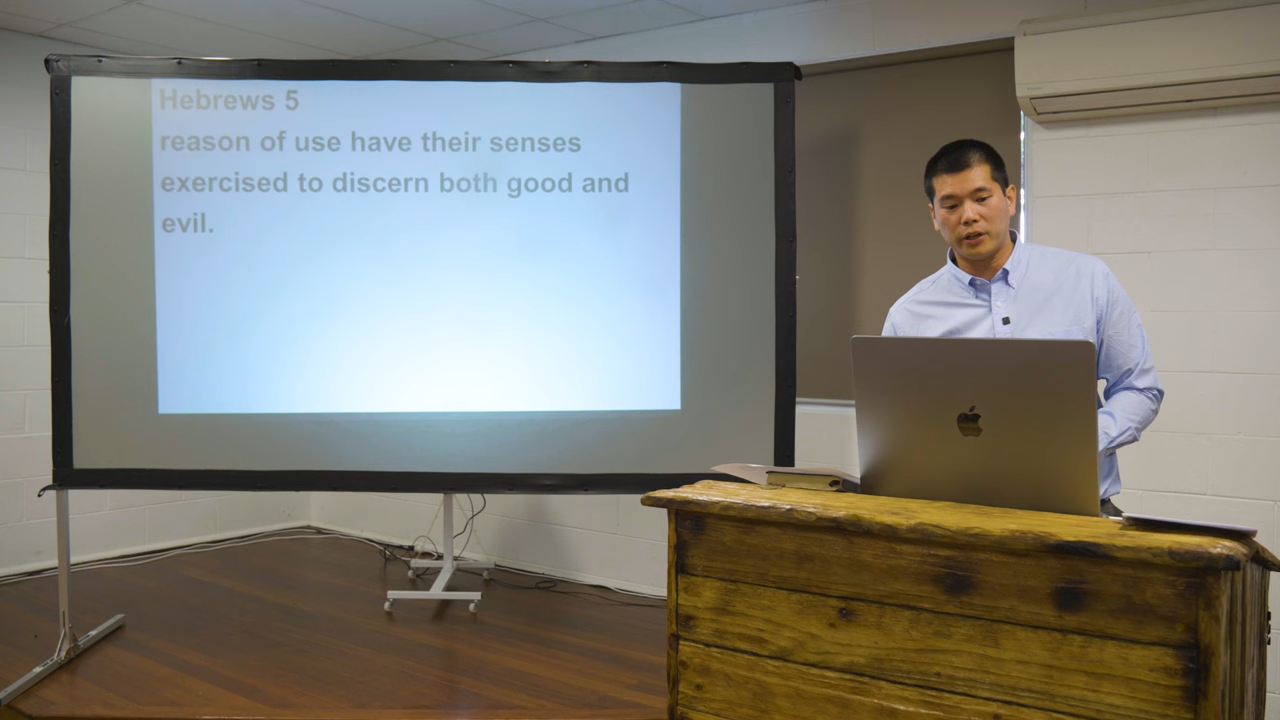 Hebrews 5
reason of use have their senses
exercised to discern both good and
evil.